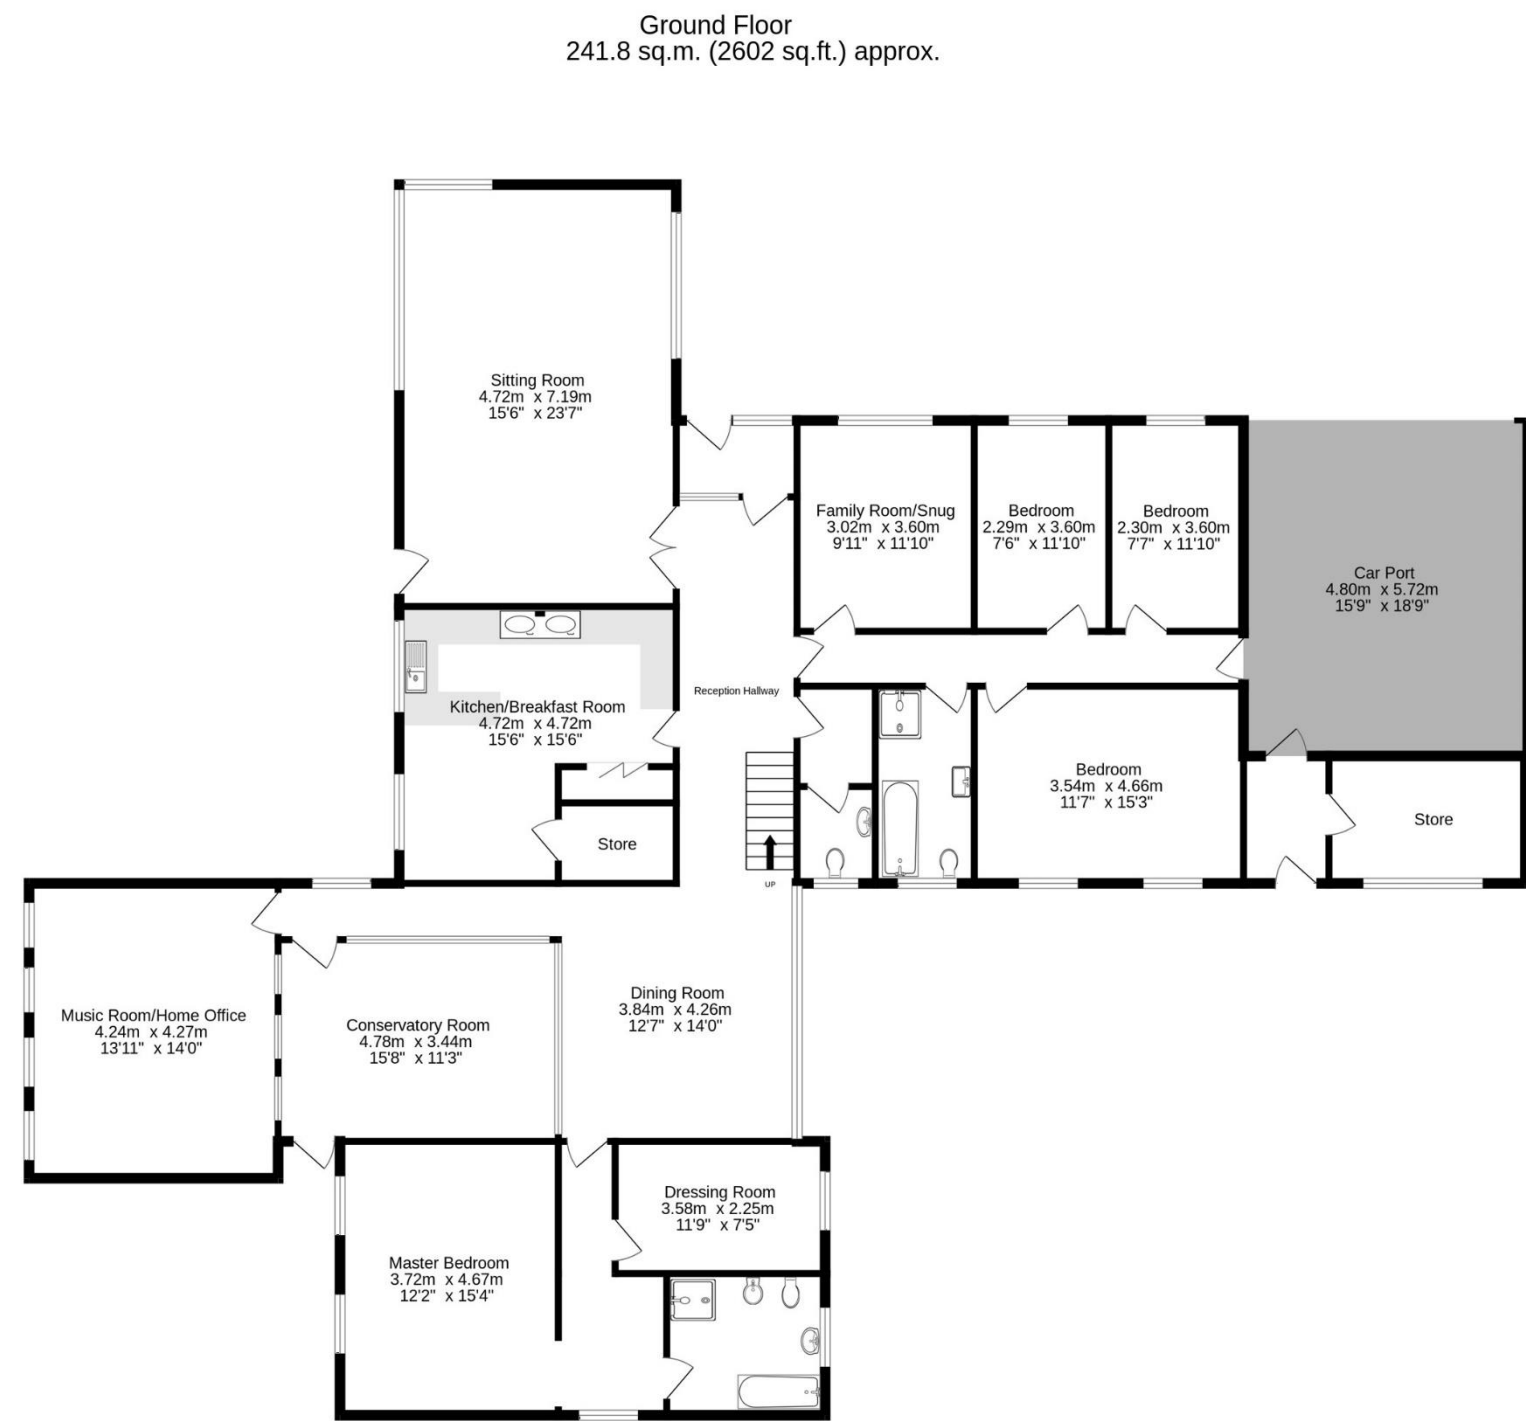 Ground Floor
241.8 sq.m. (2602 sq.ft.) approx.
Sitting Room
4.72m x 7.19m
15'6" x 23'7"
Family Room/Snug
3.02m x 3.60m
9'11" x 11'10"
Bedroom
2.29m x 3.60m
7'6" x 11'10"
Bedroom
2.30m x 3.60m
7'7" x 11'10"
Car Port
4.80m x 5.72m
15'9" x 18'9"
Reception Hallway
Kitchen/Breakfast Room
4.72m x 4.72m
15'6" x 15'6"
Bedroom
3.54m x 4.66m
11'7" x 15'3"
Store
Store
UP
Music Room/Home Office
4.24m x 4.27m
13'11" x 14'0"
Conservatory Room
4.78m x 3.44m
15'8" x 11'3"
Dining Room
3.84m x 4.26m
12'7" x 14'0"
Dressing Room
3.58m x 2.25m
11'9" x 7'5"
Master Bedroom
3.72m x 4.67m
12'2" x 15'4"